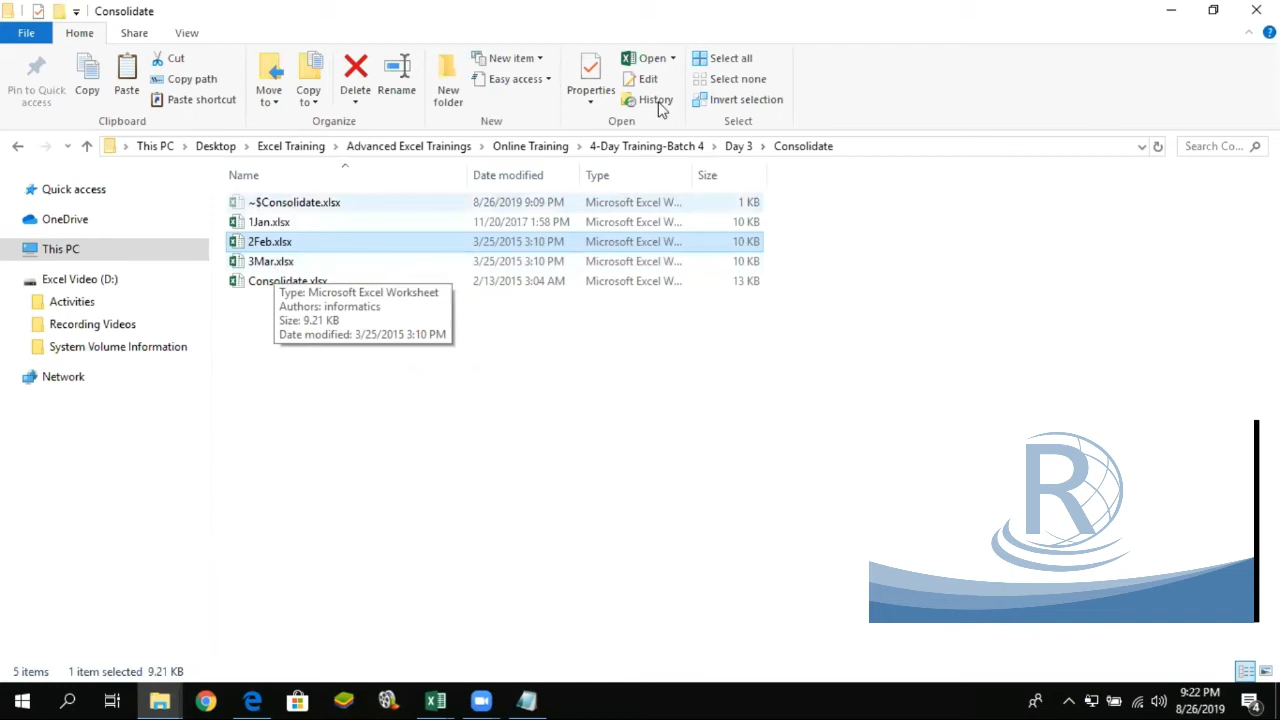 Consolidate
File Home Share View
Pin to Quick access
Copy
Paste
Cut
Copy path
Paste shortcut
Clipboard
Move to
Copy to
Delete
Rename
Organize
New folder
New item
Easy access
New
Properties
Open
Edit
History
Open
Select all
Select none
Invert selection
Select
This PC Desktop Excel Training Advanced Excel Trainings Online Training 4-Day Training-Batch 4 Day 3 Consolidate
Search Co...
Quick access
OneDrive
This PC
Excel Video (D:)
Activities
Recording Videos
System Volume Information
Network
Name Date modified Type Size
~$Consolidate.xlsx 8/26/2019 9:09 PM Microsoft Excel W... 1 KB
1Jan.xlsx 11/20/2017 1:58 PM Microsoft Excel W... 10 KB
2Feb.xlsx 3/25/2015 3:10 PM Microsoft Excel W... 10 KB
3Mar.xlsx 3/25/2015 3:10 PM Microsoft Excel W... 10 KB
Consolidate.xlsx 2/13/2015 3:04 AM Microsoft Excel W... 13 KB
Type: Microsoft Excel Worksheet
Authors: informatics
Size: 9.21 KB
Date modified: 3/25/2015 3:10 PM
R
5 items 1 item selected 9.21 KB
9:22 PM
8/26/2019
4